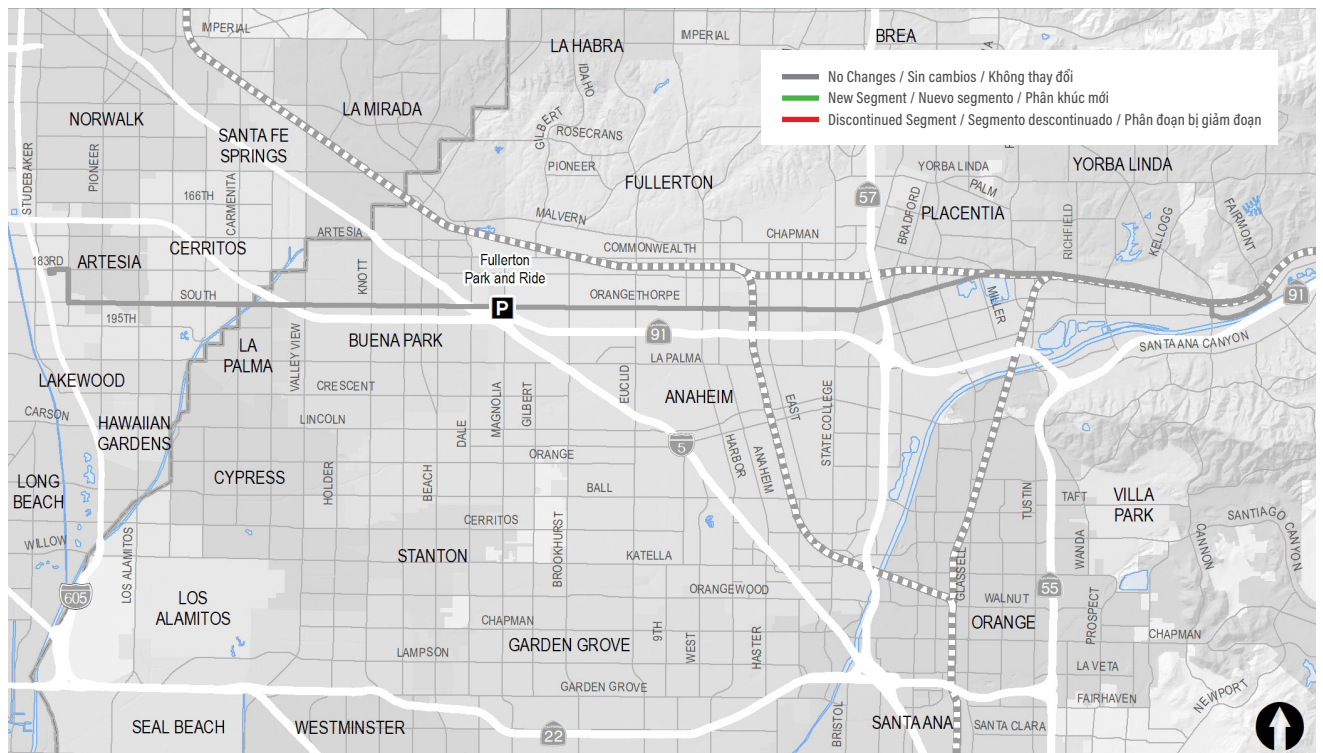 IMPERIAL
LA HABRA
IMPERIAL
BREA
No Changes / Sin cambios / Không thay đổi
New Segment / Nuevo segmento / Phân khúc mới
Discontinued Segment / Segmento descontinuado / Phân đoạn bị giảm đoạn
IDAHO
LA MIRADA
NORWALK
SANTA FE
SPRINGS
GILBERT
ROSECRANS
PIONEER
FULLERTON
YORBA LINDA
YORBA LINDA
PALM
STUDEBAKER
PIONEER
166TH
CARMENITA
57
BRADFORD
PLACENTIA
RICHFIELD
KELLOGG
FAIRMONT
MALVERN
CHAPMAN
COMMONWEALTH
ARTESIA
CERRITOS
183RD
ARTESIA
KNOTT
Fullerton
Park and Ride
P
SOUTH
ORANGETHORPE
MILLER
91
195TH
BUENA PARK
91
LA PALMA
SANTA ANA CANYON
LA
PALMA
VALLEY VIEW
LAKEWOOD
CRESCENT
MAGNOLIA
GILBERT
EUCLID
ANAHEIM
EAST
STATE COLLEGE
CARSON
HAWAIIAN
GARDENS
LINCOLN
DALE
5
HARBOR
ANAHEIM
ORANGE
LONG
BEACH
CYPRESS
HOLDER
BEACH
BALL
TUSTIN
TAFT
VILLA
PARK
CERRITOS
BROOKHURST
SANTIAGO
CANYON
CANNON
WILLOW
LOS ALAMITOS
STANTON
KATELLA
WANDA
GLASSELL
605
ORANGEWOOD
55
LOS
ALAMITOS
WALNUT
ORANGE
PROSPECT
CHAPMAN
CHAPMAN
GARDEN GROVE
9TH
WEST
HASTER
LAMPSON
LA VETA
GARDEN GROVE
FAIRHAVEN
NEWPORT
SEAL BEACH
WESTMINSTER
22
BRISTOL
SANTA ANA
SANTA CLARA